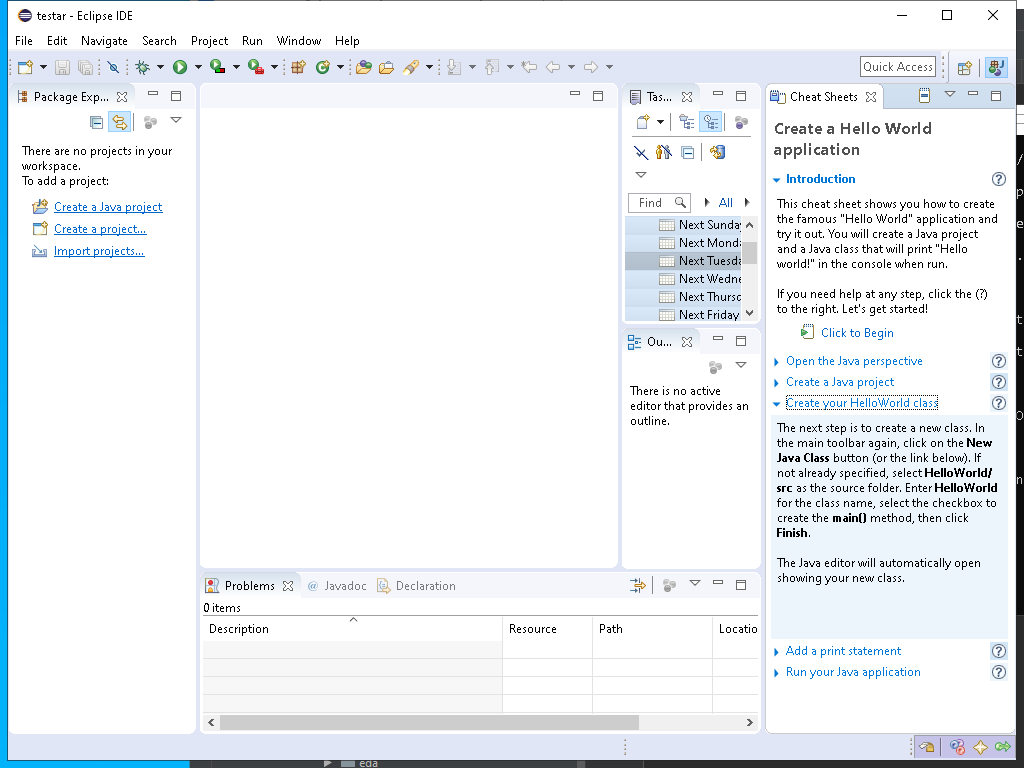 testar - Eclipse IDE
File Edit Navigate Search Project Run Window Help
Quick Access
Package Exp...
There are no projects in your
workspace.
To add a project:
Create a Java project
Create a project...
Import projects...
Tas...
Find
All
Next Sunday
Next Monda
Next Tuesda
Next Wedne
Next Thursd
Next Friday
Ou...
There is no active
editor that provides an
outline.
Problems
@ Javadoc
Declaration
0 items
Description
Resource
Path
Locatio
Cheat Sheets
Create a Hello World
application
Introduction
This cheat sheet shows you how to create
the famous "Hello World" application and
try it out. You will create a Java project
and a Java class that will print "Hello
world!" in the console when run.
If you need help at any step, click the (?)
to the right. Let's get started!
Click to Begin
Open the Java perspective
Create a Java project
Create your HelloWorld class
The next step is to create a new class. In
the main toolbar again, click on the New
Java Class button (or the link below). If
not already specified, select HelloWorld/
src as the source folder. Enter HelloWorld
for the class name, select the checkbox to
create the main() method, then click
Finish.
The Java editor will automatically open
showing your new class.
Add a print statement
Run your Java application
eda